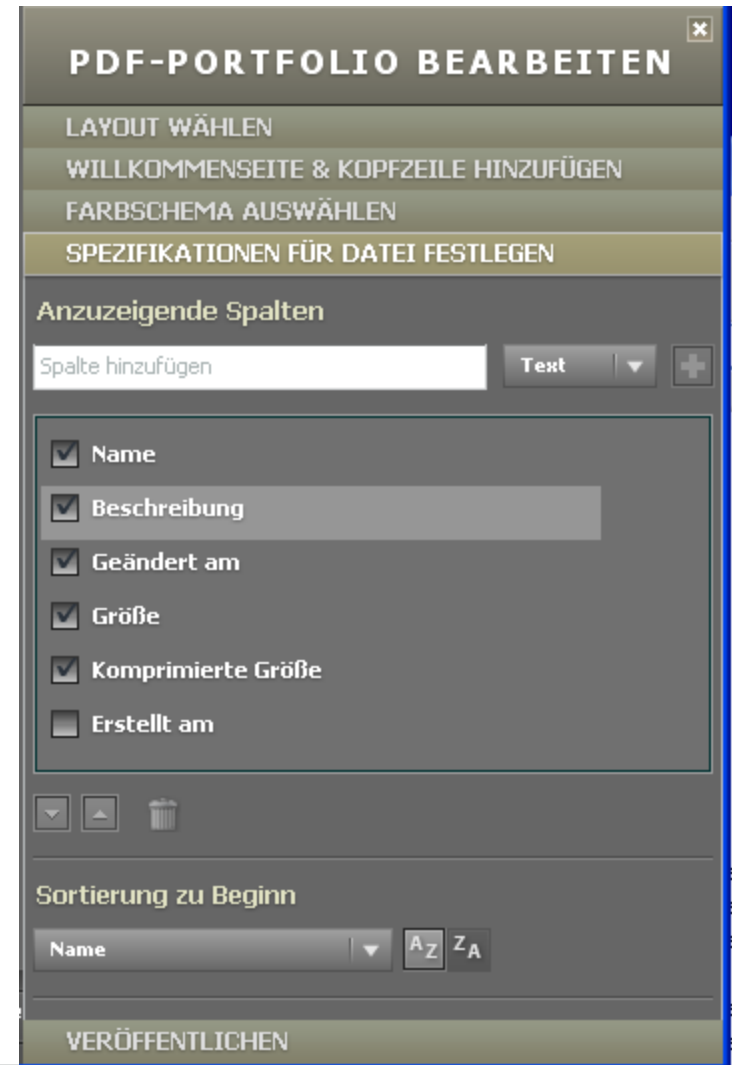 PDF-PORTFOLIO BEARBEITEN
LAYOUT WÄHLEN
WILLKOMMENSEITE & KOPFZEILE HINZUFÜGEN
FARBSCHEMA AUSWÄHLEN
SPEZIFIKATIONEN FÜR DATEI FESTLEGEN
Anzuzeigende Spalten
Spalte hinzufügen Text
Name
Beschreibung
Geändert am
Größe
Komprimierte Größe
Erstellt am
Sortierung zu Beginn
Name AZ ZA
VERÖFFENTLICHEN